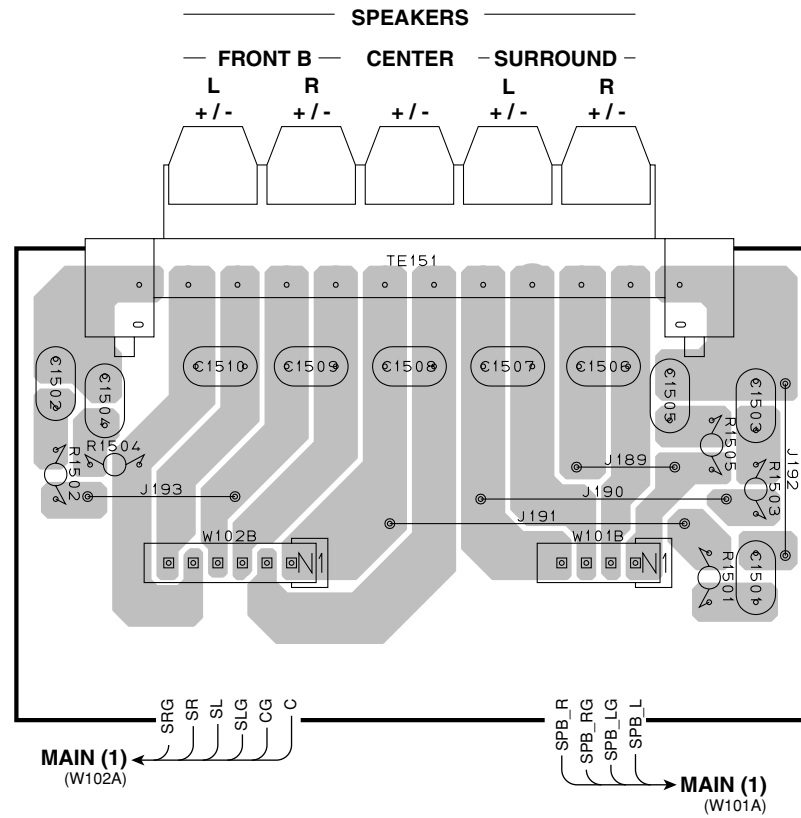 SPEAKERS
FRONT B CENTER SURROUND
L R L R
+ / - + / - + / - + / - + / -
TE151
C1510 C1509 C1508 C1507 C1506
C1502
C1504
C1505
C1503
R1504
R1502
R1505
R1503
J189
J192
J193
J190
J191
W102B
W101B
N1
N1
R1501
C1501
SRG
SR
SL
SLG
CG
C
SPB_R
SPB_RG
SPB_LG
SPB_L
MAIN (1)
(W102A)
MAIN (1)
(W101A)